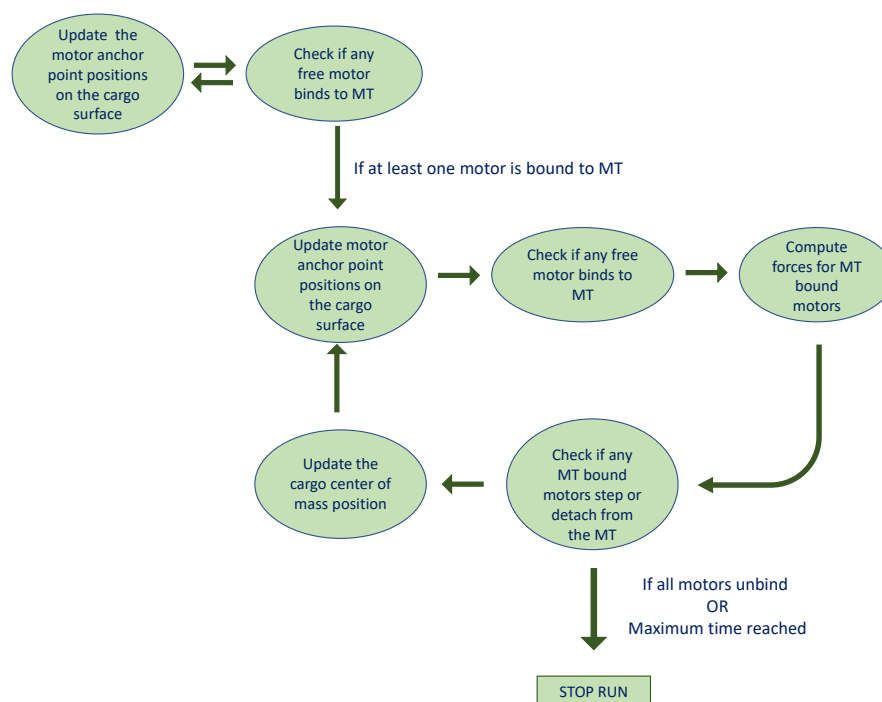 Update  the
motor anchor
point positions
on the cargo
surface
Check if any
free motor
binds to MT
If at least one motor is bound to MT
Update motor
anchor point
positions on
the cargo
surface
Check if any free
motor binds to
MT
Compute
forces for MT
bound
motors
Update the
cargo center of
mass position
Check if any
MT bound
motors step or
detach from
the MT
If all motors unbind
OR
Maximum time reached
STOP RUN